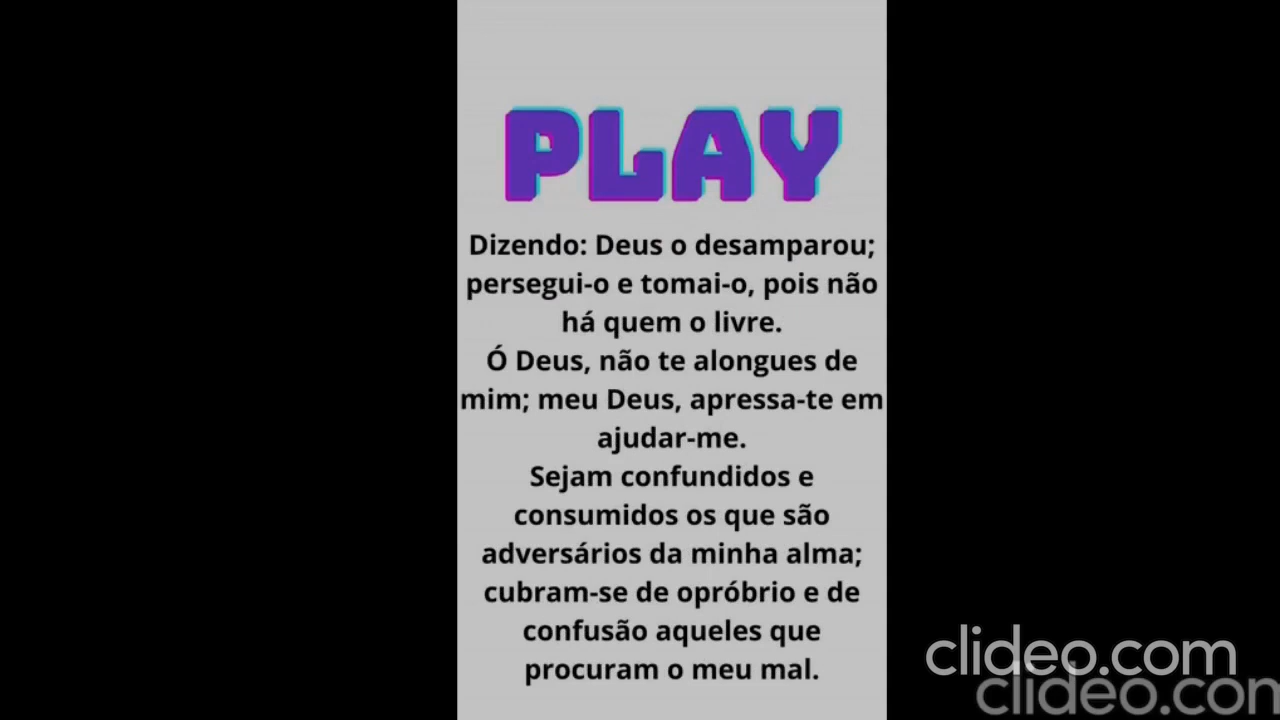 PLAY
Dizendo: Deus o desamparou;
persegui-o e tomai-o, pois não
há quem o livre.
Ó Deus, não te alongues de
mim; meu Deus, apressa-te em
ajudar-me.
Sejam confundidos e
consumidos os que são
adversários da minha alma;
cubram-se de opróbrio e de
confusão aqueles que
procuram o meu mal.
clideo.com
clideo.con